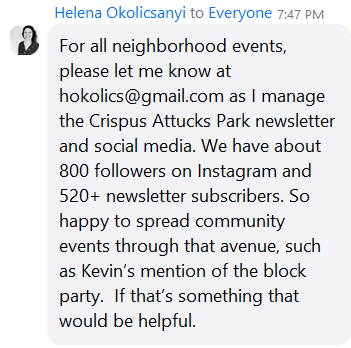 Helena Okolicsanyi to Everyone 7:47 PM
For all neighborhood events,
please let me know at
hokolics@gmail.com as I manage
the Crispus Attucks Park newsletter
and social media. We have about
800 followers on Instagram and
520+ newsletter subscribers. So
happy to spread community
events through that avenue, such
as Kevin's mention of the block
party.  If that's something that
would be helpful.